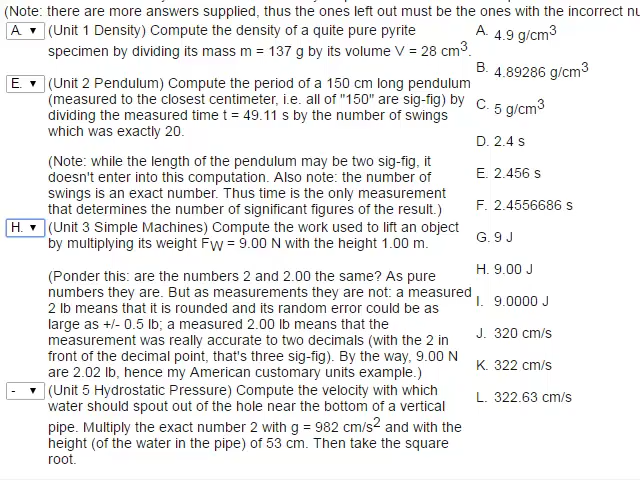 (Note: there are more answers supplied, thus the ones left out must be the ones with the incorrect nu
A. (Unit 1 Density) Compute the density of a quite pure pyrite
specimen by dividing its mass m = 137 g by its volume V = 28 cm3.
E. (Unit 2 Pendulum) Compute the period of a 150 cm long pendulum
(measured to the closest centimeter, i.e. all of "150" are sig-fig) by
dividing the measured time t = 49.11 s by the number of swings
which was exactly 20.
(Note: while the length of the pendulum may be two sig-fig, it
doesn't enter into this computation. Also note: the number of
swings is an exact number. Thus time is the only measurement
that determines the number of significant figures of the result.)
H. (Unit 3 Simple Machines) Compute the work used to lift an object
by multiplying its weight FW = 9.00 N with the height 1.00 m.
(Ponder this: are the numbers 2 and 2.00 the same? As pure
numbers they are. But as measurements they are not: a measured
2 lb means that it is rounded and its random error could be as
large as +/- 0.5 lb; a measured 2.00 lb means that the
measurement was really accurate to two decimals (with the 2 in
front of the decimal point, that's three sig-fig). By the way, 9.00 N
are 2.02 lb, hence my American customary units example.)
- (Unit 5 Hydrostatic Pressure) Compute the velocity with which
water should spout out of the hole near the bottom of a vertical
pipe. Multiply the exact number 2 with g = 982 cm/s2 and with the
height (of the water in the pipe) of 53 cm. Then take the square
root.
A. 4.9 g/cm3
B. 4.89286 g/cm3
C. 5 g/cm3
D. 2.4 s
E. 2.456 s
F. 2.4556686 s
G. 9 J
H. 9.00 J
I. 9.0000 J
J. 320 cm/s
K. 322 cm/s
L. 322.63 cm/s